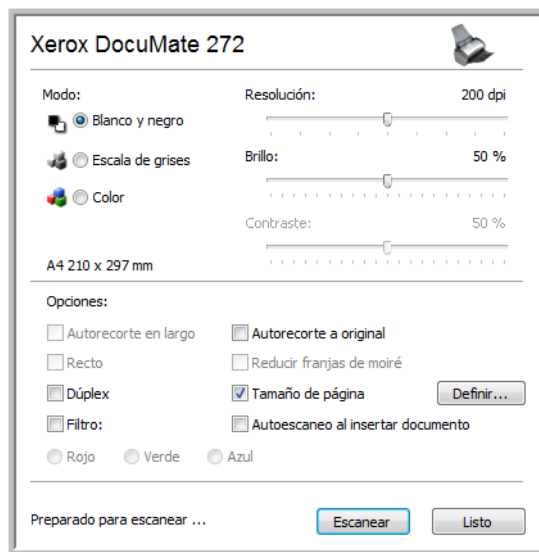 Xerox DocuMate 272
Modo:
Blanco y negro
Escala de grises
Color
A4 210 x 297 mm
Resolución: 200 dpi
Brillo: 50 %
Contraste: 50 %
Opciones:
Autorecorte en largo
Autorecorte a original
Recto
Reducir franjas de moiré
Dúplex
Tamaño de página
Definir...
Filtro:
Autoescaneo al insertar documento
Rojo Verde Azul
Preparado para escanear ...
Escanear
Listo